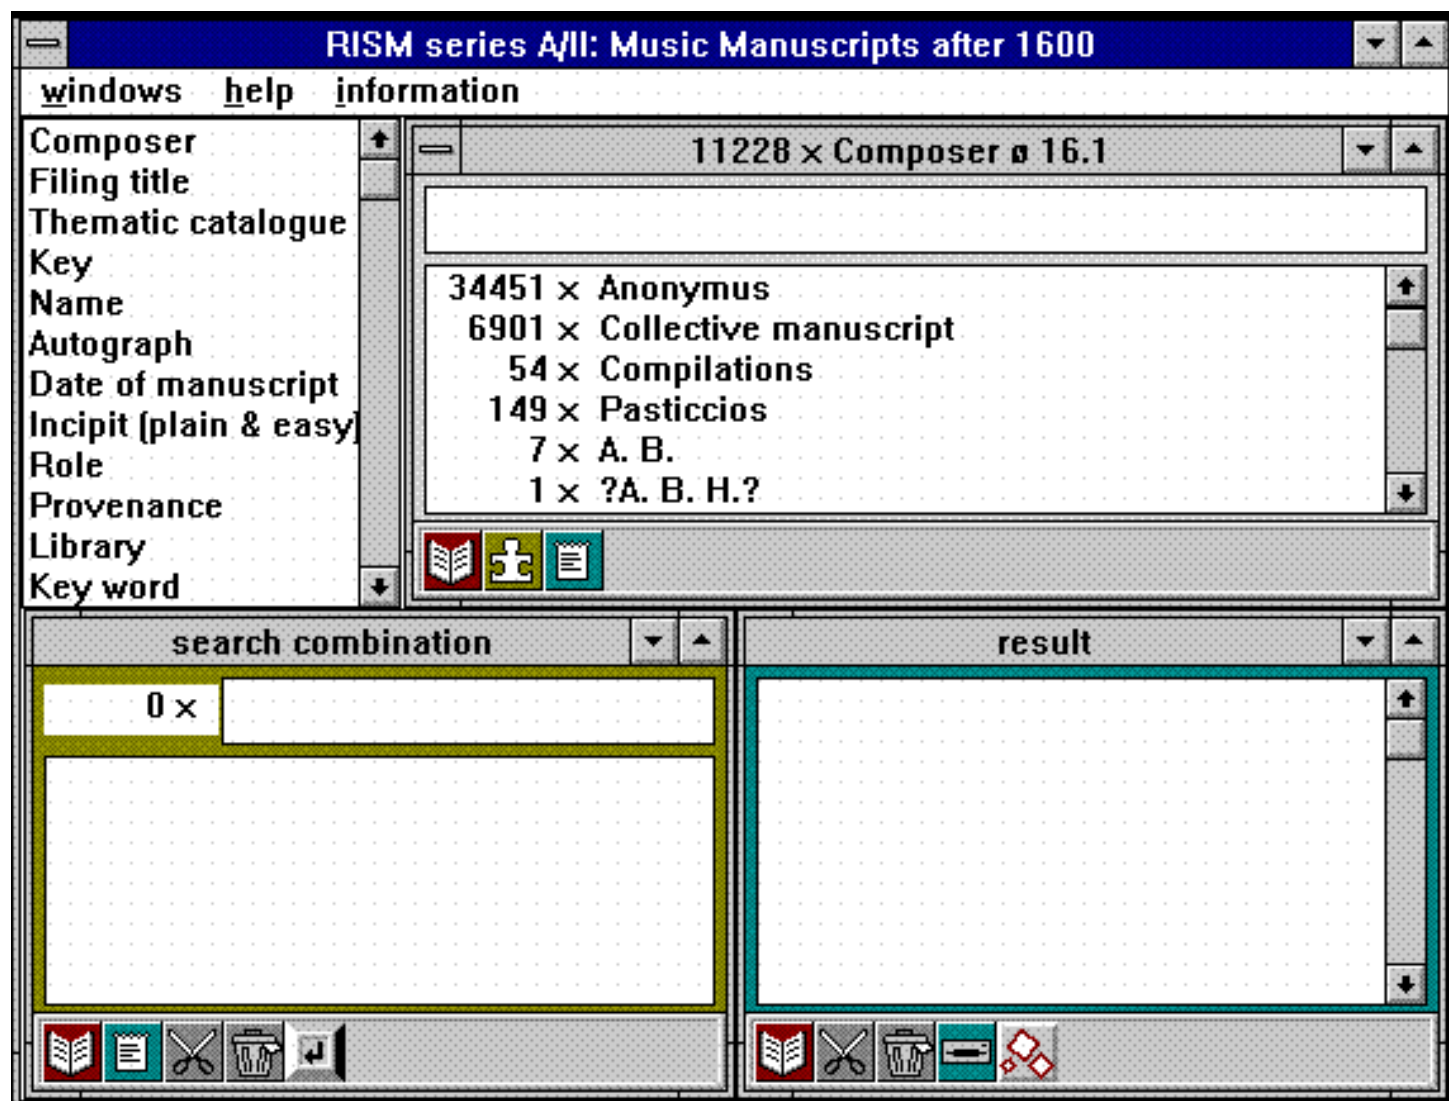 RISM series A/II: Music Manuscripts after 1600
windows help information
Composer
Filing title
Thematic catalogue
Key
Name
Autograph
Date of manuscript
Incipit (plain & easy)
Role
Provenance
Library
Key word
11228 x Composer ø 16.1
34451 x Anonymus
6901 x Collective manuscript
54 x Compilations
149 x Pasticcios
7 x A. B.
1 x ?A. B. H.?
search combination
0 x
result